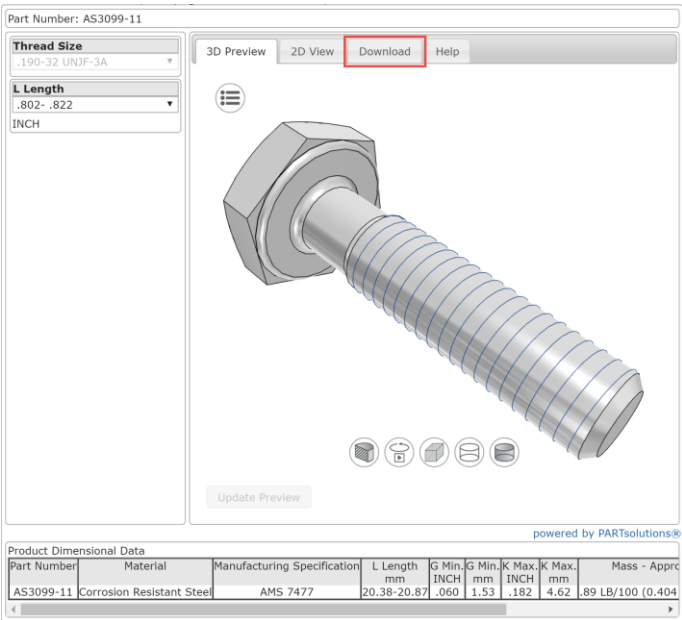 Part Number: AS3099-11
Thread Size
.190-32 UNJF-3A
L Length
.802- .822
INCH
3D Preview 2D View Download Help
Update Preview
powered by PARTsolutions®
Product Dimensional Data
Part Number Material Manufacturing Specification L Length mm G Min. INCH G Min. mm K Max. INCH K Max. mm Mass - Appro
AS3099-11 Corrosion Resistant Steel AMS 7477 20.38-20.87 .060 1.53 .182 4.62 .89 LB/100 (0.404